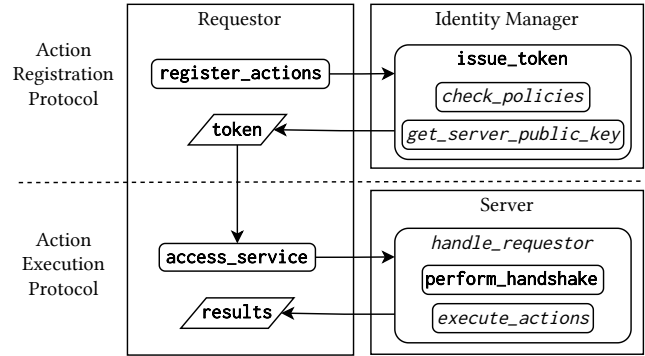 Requestor
Identity Manager
Action
Registration
Protocol
register_actions
issue_token
check_policies
get_server_public_key
token
Server
Action
Execution
Protocol
access_service
handle_requestor
perform_handshake
execute_actions
results